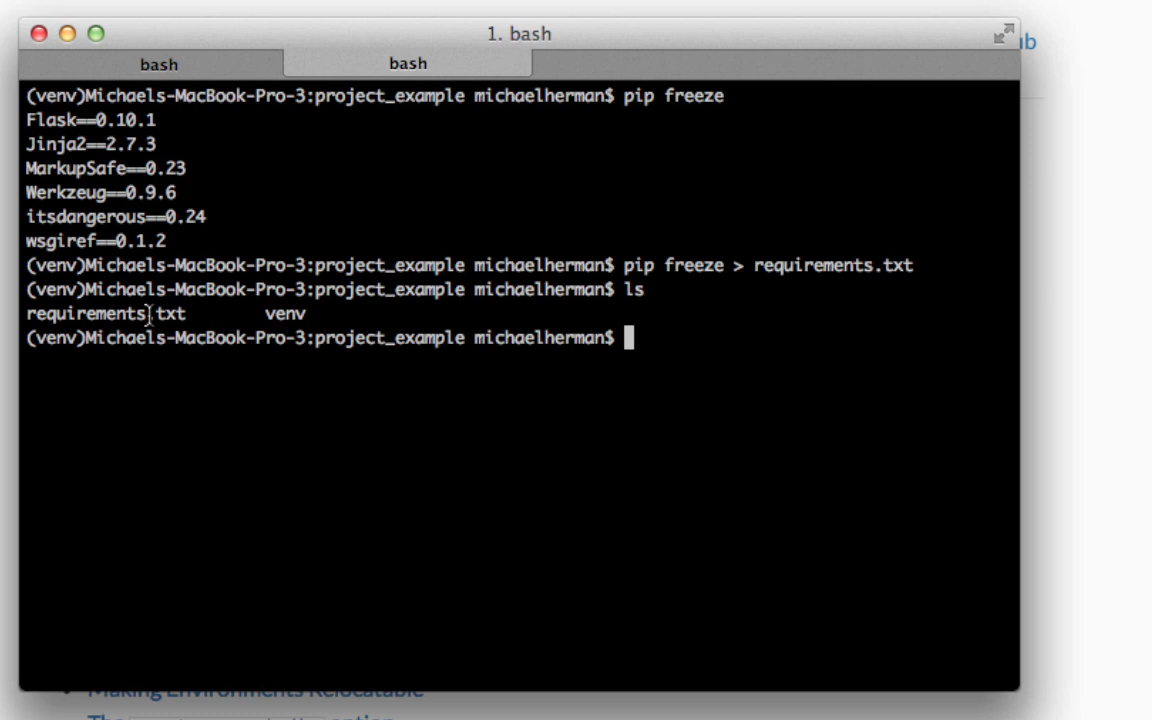 1. bash
ub
bash
bash
(venv)Michaels-MacBook-Pro-3:project_example michaelherman$ pip freeze
Flask==0.10.1
Jinja2==2.7.3
MarkupSafe==0.23
Werkzeug==0.9.6
itsdangerous==0.24
wsgiref==0.1.2
(venv)Michaels-MacBook-Pro-3:project_example michaelherman$ pip freeze > requirements.txt
(venv)Michaels-MacBook-Pro-3:project_example michaelherman$ ls
requirements.txt venv
(venv)Michaels-MacBook-Pro-3:project_example michaelherman$
Making Environments Relocatable
The option